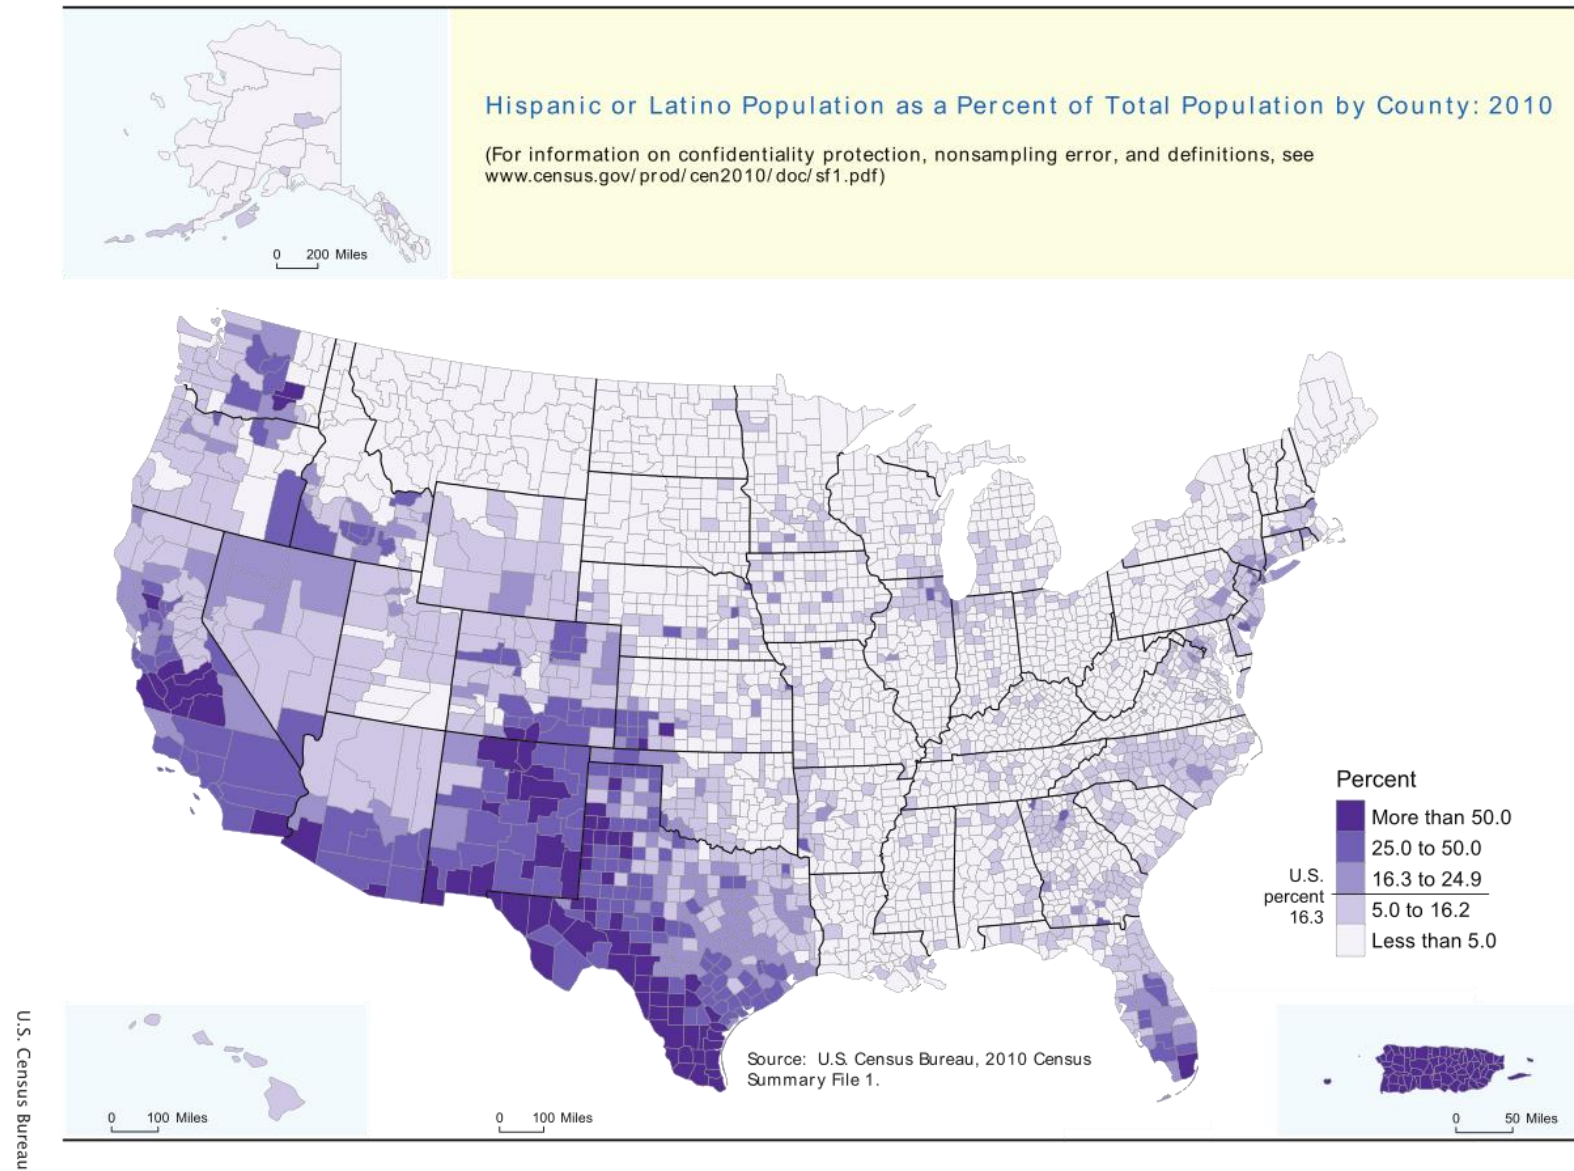 Hispanic or Latino Population as a Percent of Total Population by County: 2010
(For information on confidentiality protection, nonsampling error, and definitions, see
www.census.gov/prod/cen2010/doc/sf1.pdf)
0 200 Miles
Percent
More than 50.0
25.0 to 50.0
16.3 to 24.9
5.0 to 16.2
Less than 5.0
U.S.
percent
16.3
Source: U.S. Census Bureau, 2010 Census
Summary File 1.
0 100 Miles
0 100 Miles
0 50 Miles
U.S. Census Bureau